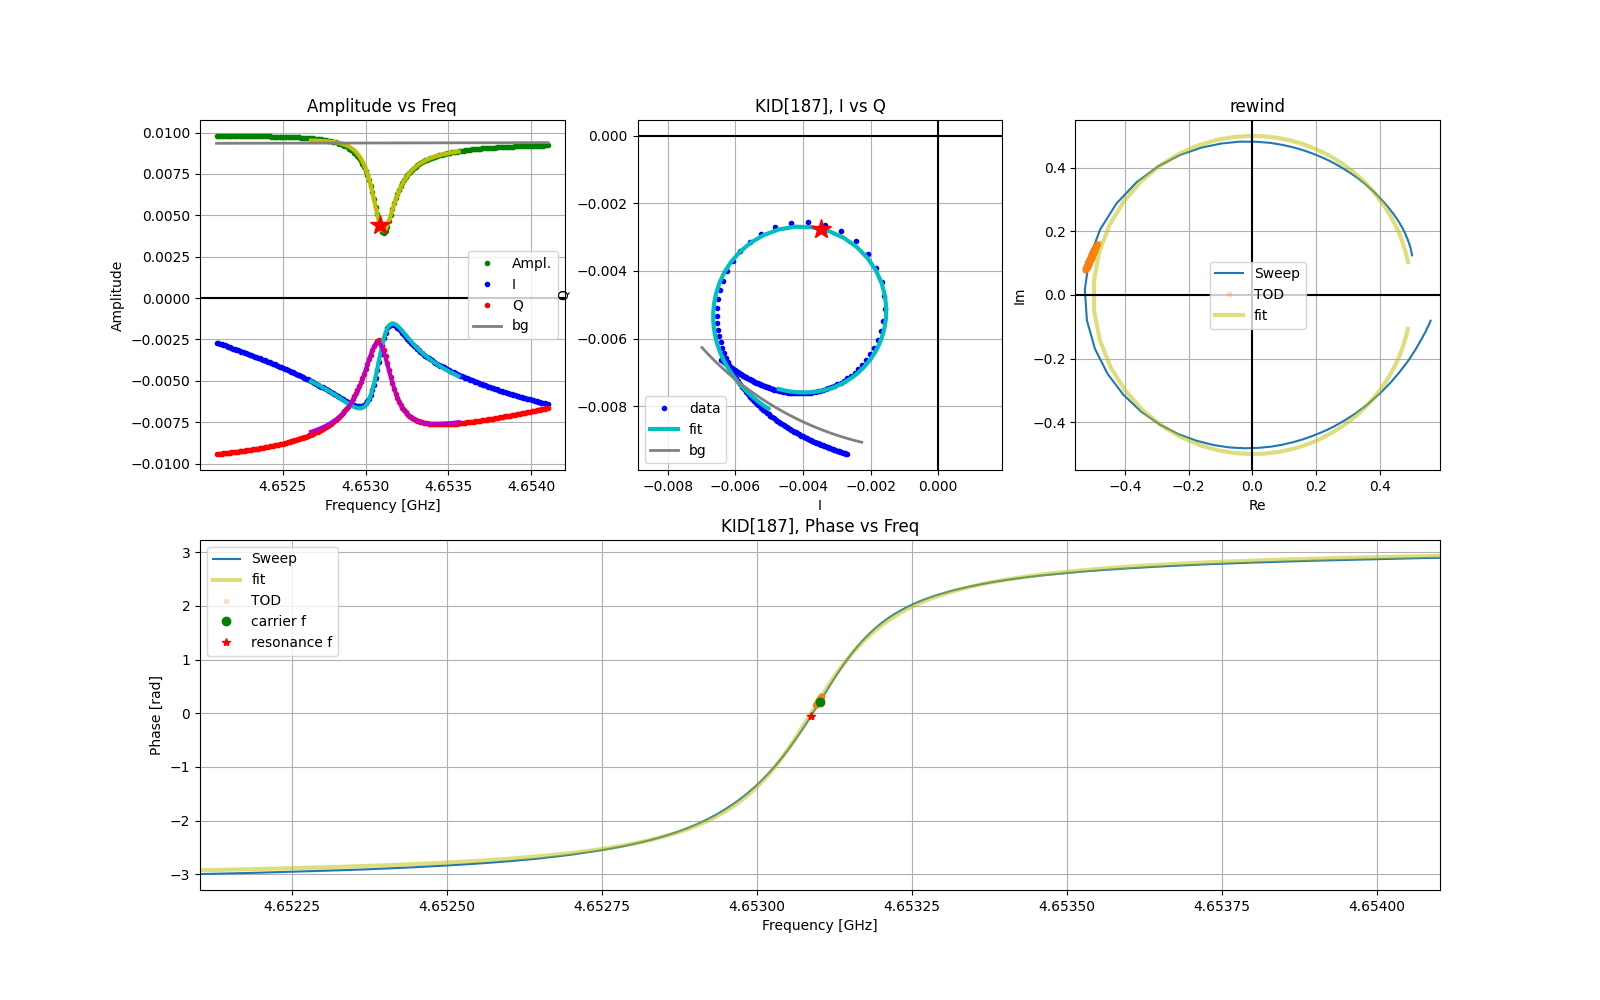 Amplitude vs Freq
0.0100
0.0075
0.0050
0.0025
0.0000
−0.0025
−0.0050
−0.0075
−0.0100
Amplitude
Ampl.
I
Q
bg
4.6525 4.6530 4.6535 4.6540
Frequency [GHz]
KID[187], I vs Q
0.000
−0.002
−0.004
−0.006
−0.008
Q
data
fit
bg
−0.008 −0.006 −0.004 −0.002 0.000
I
rewind
0.4
0.2
0.0
−0.2
−0.4
Im
Sweep
TOD
fit
−0.4 −0.2 0.0 0.2 0.4
Re
KID[187], Phase vs Freq
3
2
1
0
−1
−2
−3
Phase [rad]
Sweep
fit
TOD
carrier f
resonance f
4.65225 4.65250 4.65275 4.65300 4.65325 4.65350 4.65375 4.65400
Frequency [GHz]